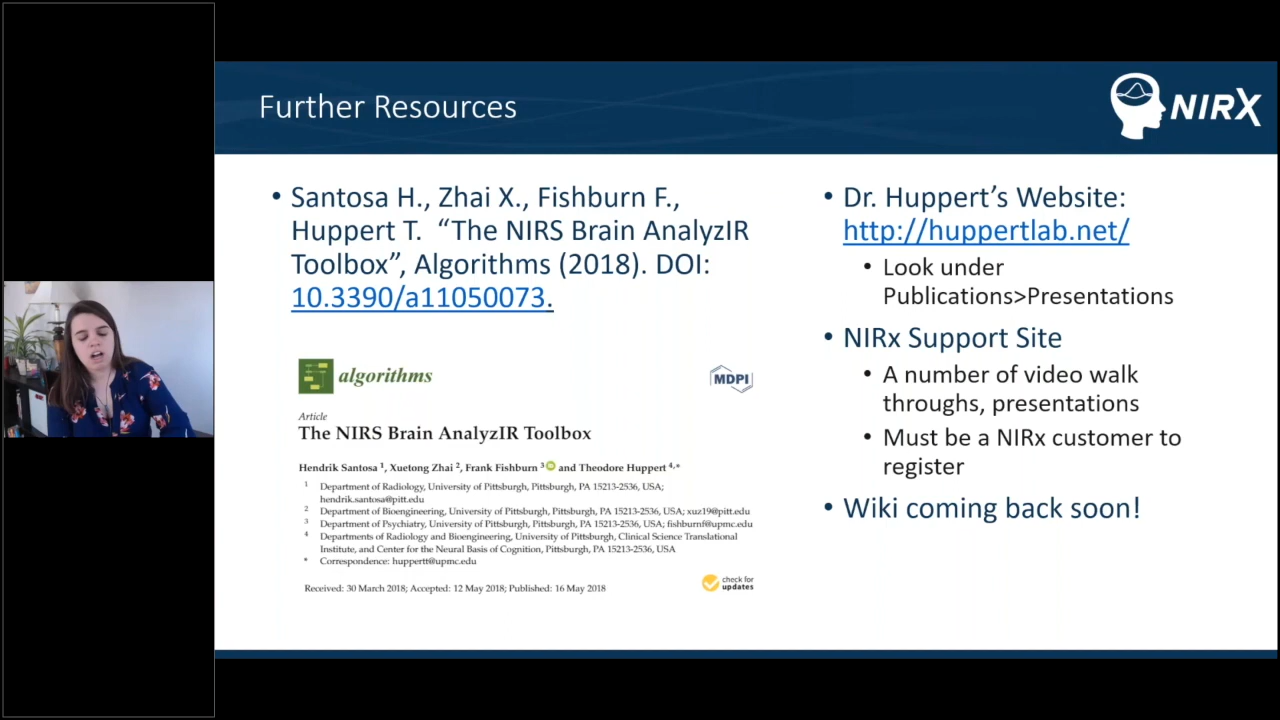 Further Resources
NIRX
• Santosa H., Zhai X., Fishburn F.,
Huppert T. “The NIRS Brain AnalyzIR
Toolbox”, Algorithms (2018). DOI:
10.3390/a11050073.
algorithms
MDPI
Article
The NIRS Brain AnalyzIR Toolbox
Hendrik Santosa 1, Xuetong Zhai 2, Frank Fishburn 3 iD and Theodore Huppert 4,*
1 Department of Radiology, University of Pittsburgh, Pittsburgh, PA 15213-2536, USA;
hendrik.santosa@pitt.edu
2 Department of Bioengineering, University of Pittsburgh, Pittsburgh, PA 15213-2536, USA; xuz19@pitt.edu
3 Department of Psychiatry, University of Pittsburgh, Pittsburgh, PA 15213-2536, USA; fishburnf@upmc.edu
4 Departments of Radiology and Bioengineering, University of Pittsburgh, Clinical Science Translational
Institute, and Center for the Neural Basis of Cognition, Pittsburgh, PA 15213-2536, USA
* Correspondence: huppertt@upmc.edu
Received: 30 March 2018; Accepted: 12 May 2018; Published: 16 May 2018
check for
updates
• Dr. Huppert’s Website:
http://huppertlab.net/
• Look under
Publications>Presentations
• NIRx Support Site
• A number of video walk
throughs, presentations
• Must be a NIRx customer to
register
• Wiki coming back soon!